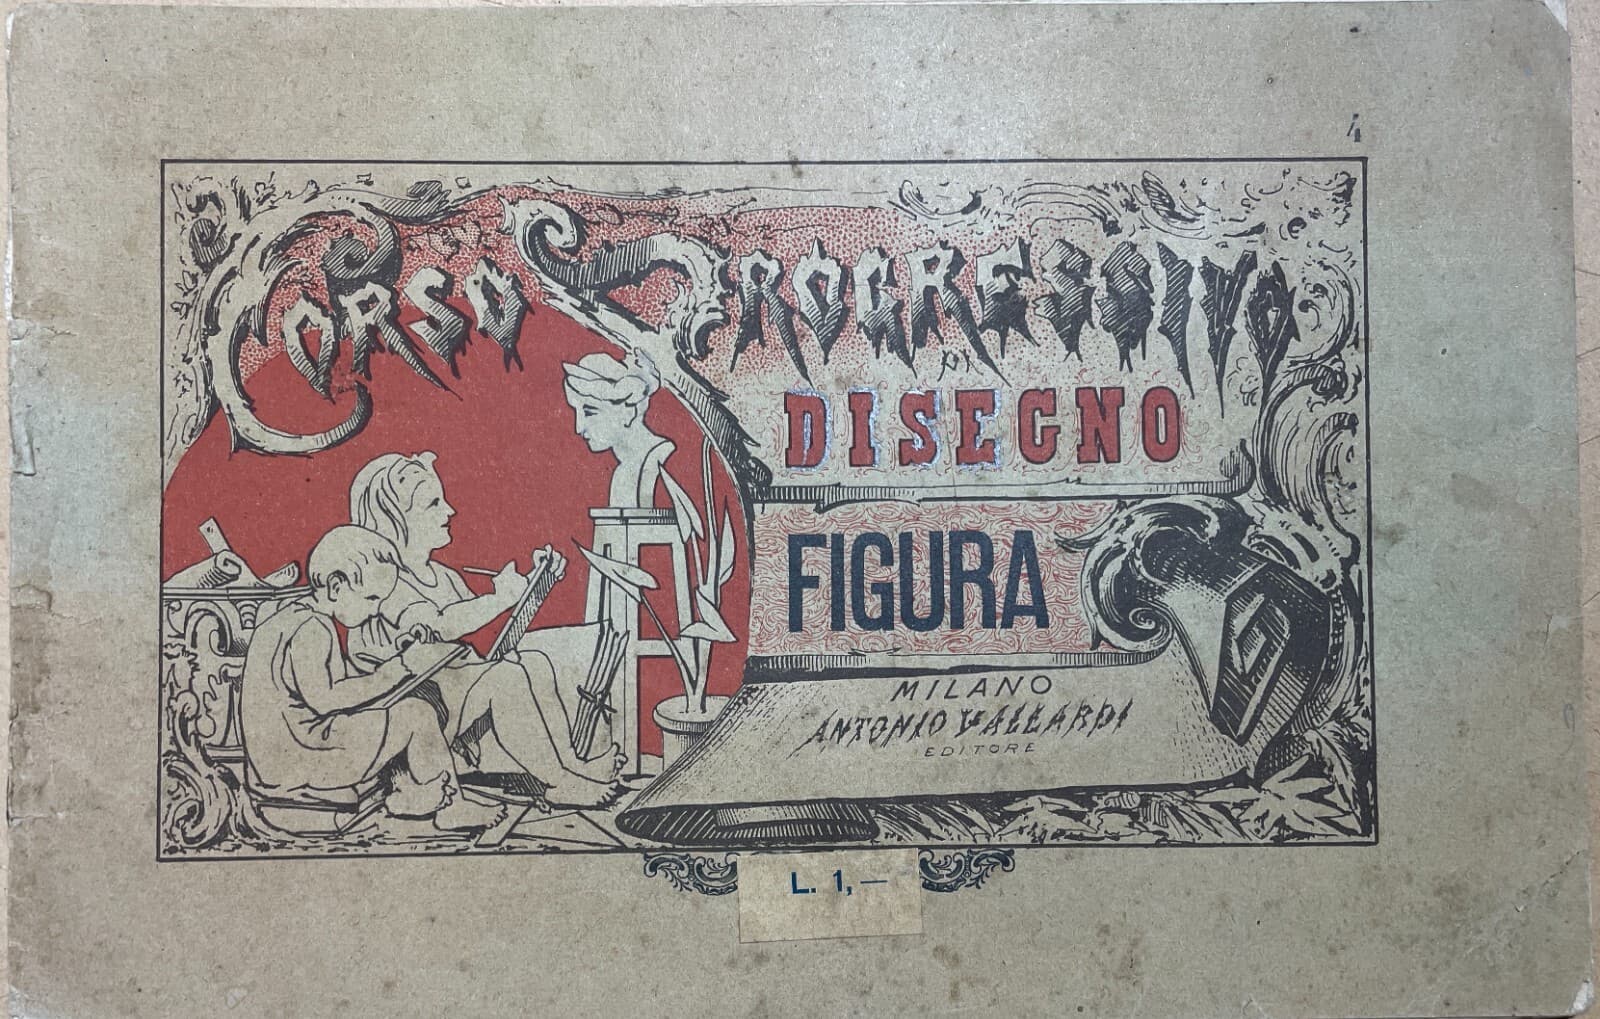 4
CORSO PROGRESSIVO
DI
DISEGNO
FIGURA
MILANO
ANTONIO VALLARDI
EDITORE
L. 1,—